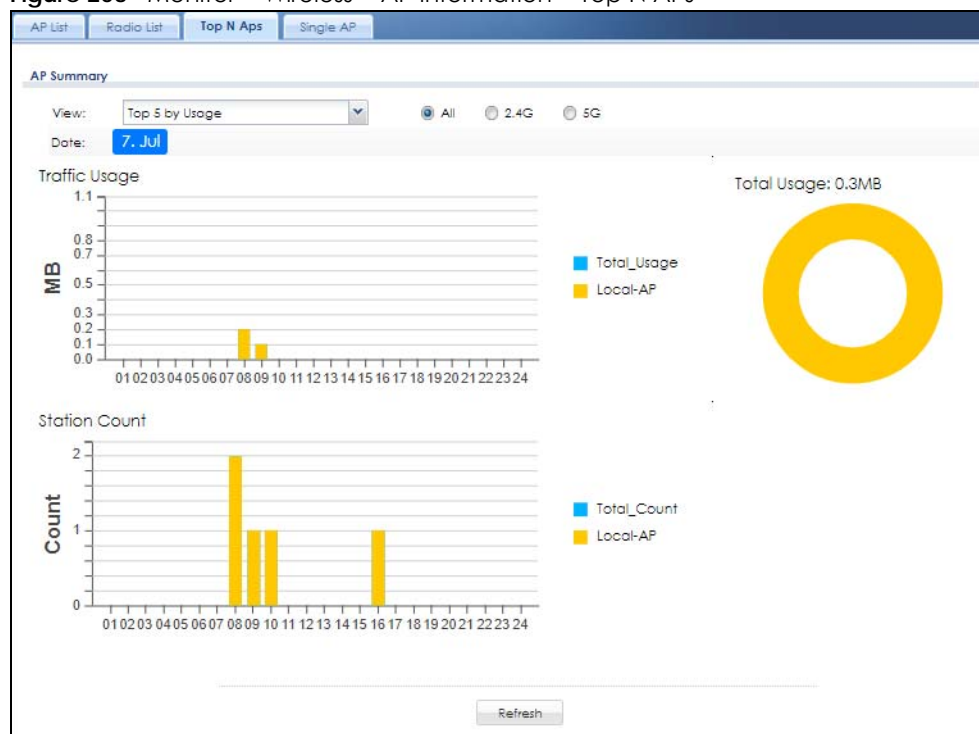 AP List Radio List Top N Aps Single AP
AP Summary
View: Top 5 by Usage All 2.4G 5G
Date: 7. Jul
Traffic Usage
Total Usage: 0.3MB
1.1
0.8
0.7
0.5
0.3
0.2
0.1
0.0
MB
01 02 03 04 05 06 07 08 09 10 11 12 13 14 15 16 17 18 19 20 21 22 23 24
Total_Usage
Local-AP
Station Count
2
1
0
Count
01 02 03 04 05 06 07 08 09 10 11 12 13 14 15 16 17 18 19 20 21 22 23 24
Total_Count
Local-AP
Refresh